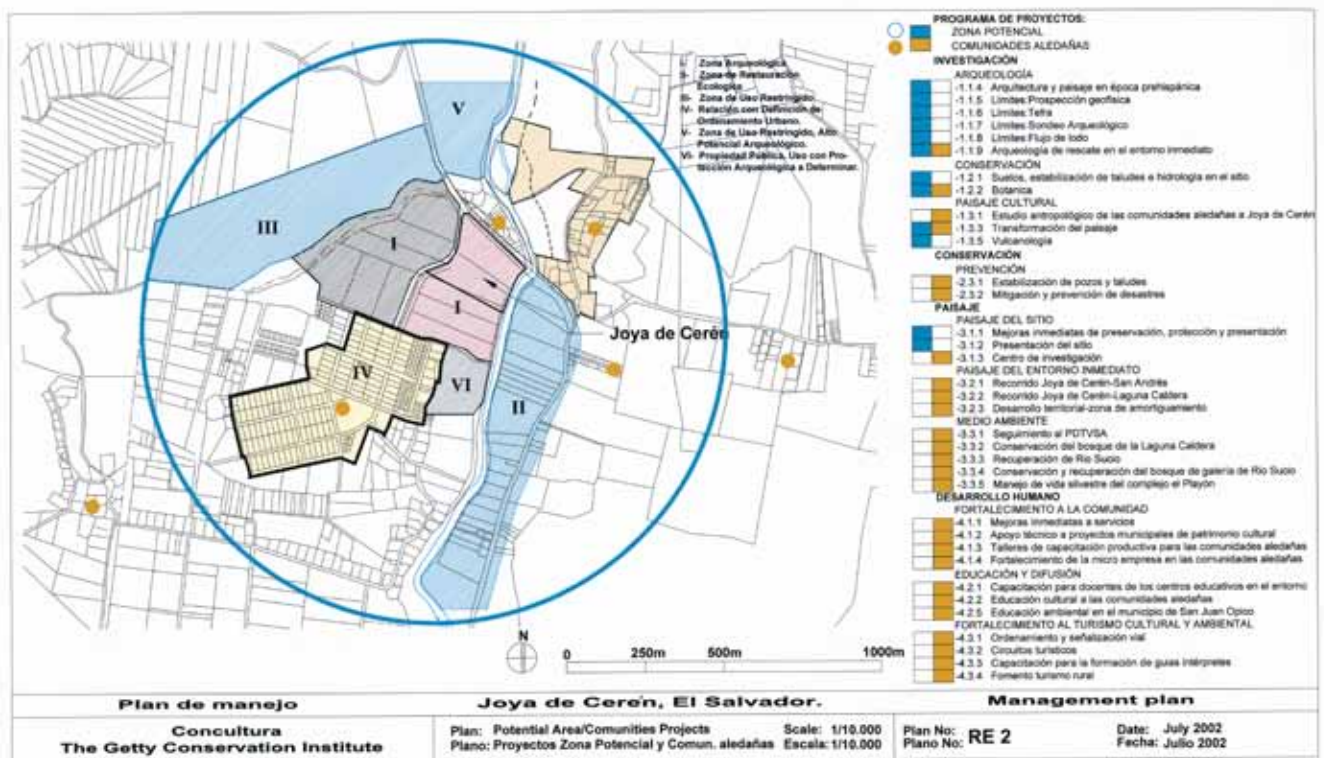 PROGRAMA DE PROYECTOS:
ZONA POTENCIAL
COMUNIDADES ALEDAÑAS
INVESTIGACIÓN
ARQUEOLOGÍA
-1.1.4 Arquitectura y paisaje en época prehispánica
-1.1.5 Límites:Prospección geofísica
-1.1.6 Límites:Tefra
-1.1.7 Límites:Sondeo Arqueológico
-1.1.8 Límites:Flujo de lodo
-1.1.9 Arqueología de rescate en el entorno inmediato
CONSERVACIÓN
-1.2.1 Suelos, estabilización de taludes e hidrología en el sitio
-1.2.2 Botanica
PAISAJE CULTURAL
-1.3.1 Estudio antropológico de las comunidades aledañas a Joya de Cerén
-1.3.3 Transformación del paisaje
-1.3.5 Vulcanología
CONSERVACIÓN
PREVENCIÓN
-2.3.1 Estabilización de pozos y taludes
-2.3.2 Mitigación y prevención de desastres
PAISAJE
PAISAJE DEL SITIO
-3.1.1 Mejoras inmediatas de preservación, protección y presentación
-3.1.2 Presentación del sitio
-3.1.3 Centro de investigación
PAISAJE DEL ENTORNO INMEDIATO
-3.2.1 Recorrido Joya de Cerén-San Andrés
-3.2.2 Recorrido Joya de Cerén-Laguna Caldera
-3.2.3 Desarrollo territorial-zona de amortiguamiento
MEDIO AMBIENTE
-3.3.1 Seguimiento al PDTVSA
-3.3.2 Conservación del bosque de la Laguna Caldera
-3.3.3 Recuperación de Rio Sucio
-3.3.4 Conservación y recuperación del bosque de galería de Rio Sucio
-3.3.5 Manejo de vida silvestre del complejo el Playón
DESARROLLO HUMANO
FORTALECIMIENTO A LA COMUNIDAD
-4.1.1 Mejoras inmediatas a servicios
-4.1.2 Apoyo técnico a proyectos municipales de patrimonio cultural
-4.1.3 Talleres de capacitación productiva para las comunidades aledañas
-4.1.4 Fortalecimiento de la micro empresa en las comunidades aledañas
EDUCACIÓN Y DIFUSIÓN
-4.2.1 Capacitación para docentes de los centros educativos en el entorno
-4.2.2 Educación cultural a las comunidades aledañas
-4.2.5 Educación ambiental en el municipio de San Juan Opico
FORTALECIMIENTO AL TURISMO CULTURAL Y AMBIENTAL
-4.3.1 Ordenamiento y señalización vial
-4.3.2 Circuitos turísticos
-4.3.3 Capacitación para la formación de guias intérpretes
-4.3.4 Fomento turismo rural
I- Zona Arqueológica
II- Zona de Restauración
Ecológica
III- Zona de Uso Restringido
IV- Relación con Definición de
Ordenamiento Urbano.
V- Zona de Uso Restringido, Alto
Potencial Arqueológico.
VI- Propiedad Pública, Uso con Pro-
tección Arqueológica a Determinar.
V
III
I
I
IV
VI
II
Joya de Cerén
N
0 250m 500m 1000m
Plan de manejo
Joya de Cerén, El Salvador.
Management plan
Concultura
The Getty Conservation Institute
Plan: Potential Area/Comunities Projects Scale: 1/10.000
Plano: Proyectos Zona Potencial y Comun. aledañas Escala: 1/10.000
Plan No:
Plano No: RE 2
Date: July 2002
Fecha: Julio 2002